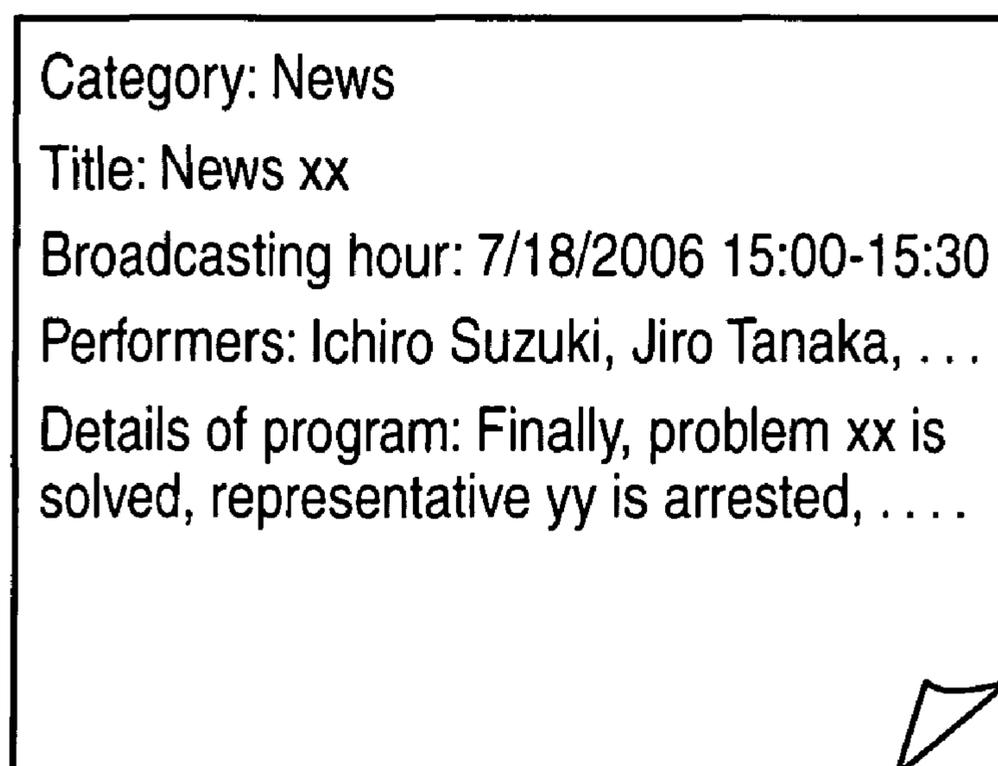 Category: News
Title: News xx
Broadcasting hour: 7/18/2006 15:00-15:30
Performers: Ichiro Suzuki, Jiro Tanaka, . . .
Details of program: Finally, problem xx is
solved, representative yy is arrested, . . . .